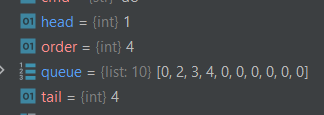 head = {int} 1
order = {int} 4
queue = {list: 10} [0, 2, 3, 4, 0, 0, 0, 0, 0, 0]
tail = {int} 4